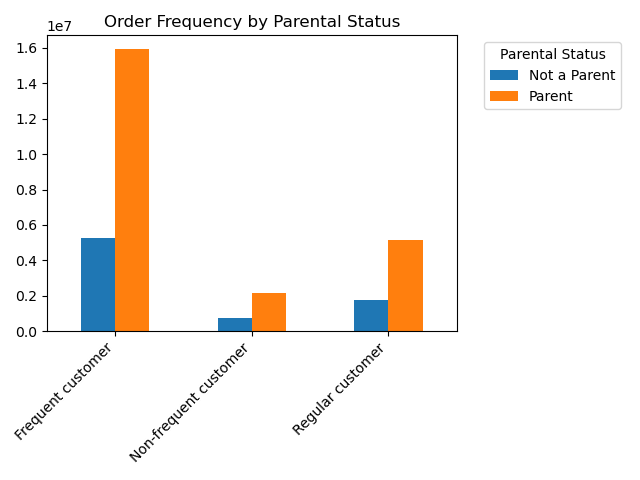 Order Frequency by Parental Status
1e7
1.6
1.4
1.2
1.0
0.8
0.6
0.4
0.2
0.0
Frequent customer
Non-frequent customer
Regular customer
Parental Status
Not a Parent
Parent